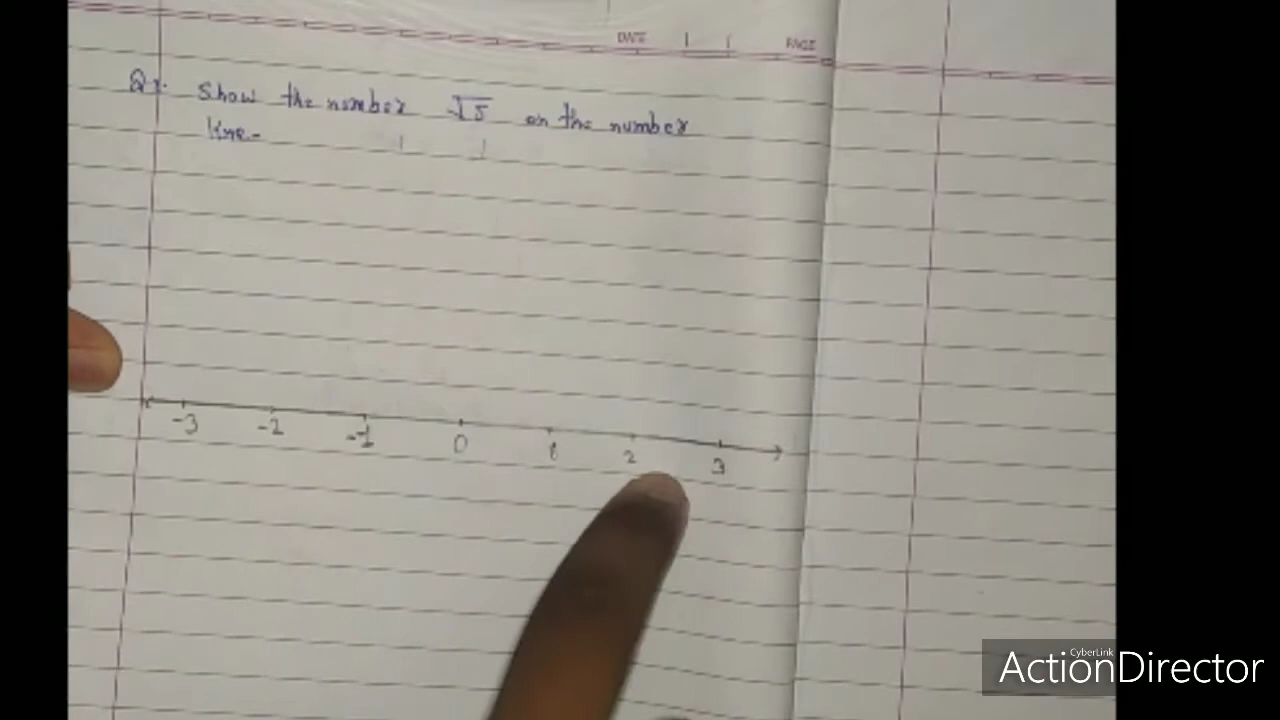 DATE PAGE
Q1. Show the number √5 on the number
line.-
-3 -2 -1 0 1 2 3
CyberLink
ActionDirector